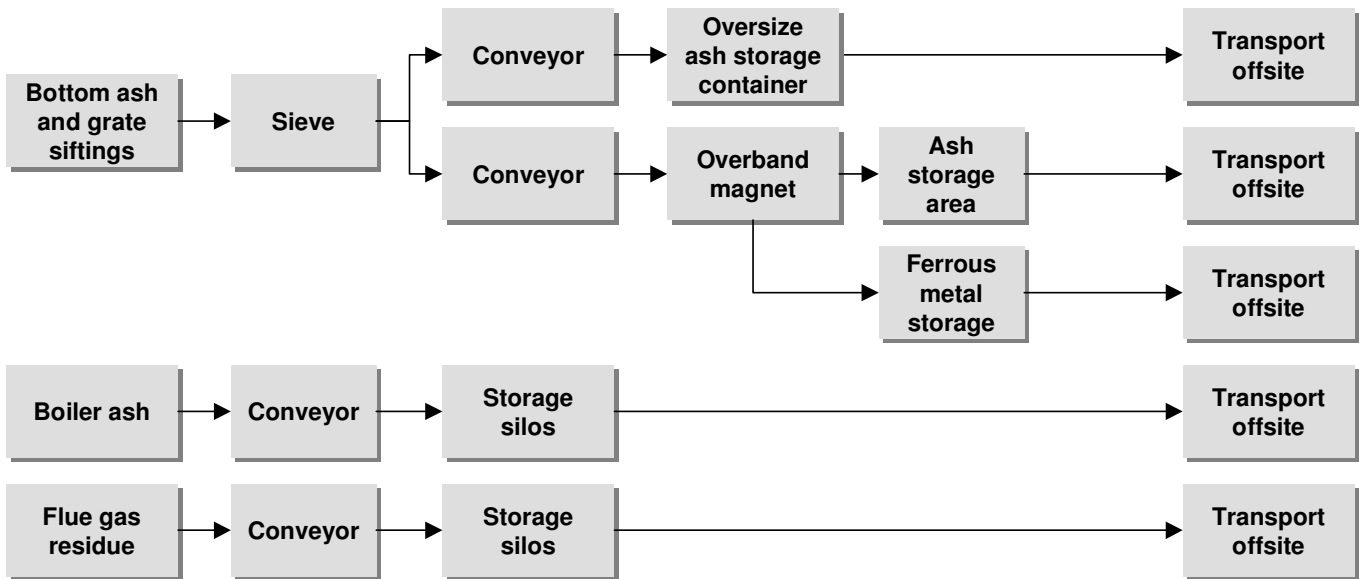 Bottom ash
and grate
siftings
Sieve
Conveyor
Oversize
ash storage
container
Transport
offsite
Conveyor
Overband
magnet
Ash
storage
area
Transport
offsite
Ferrous
metal
storage
Transport
offsite
Boiler ash
Conveyor
Storage
silos
Transport
offsite
Flue gas
residue
Conveyor
Storage
silos
Transport
offsite